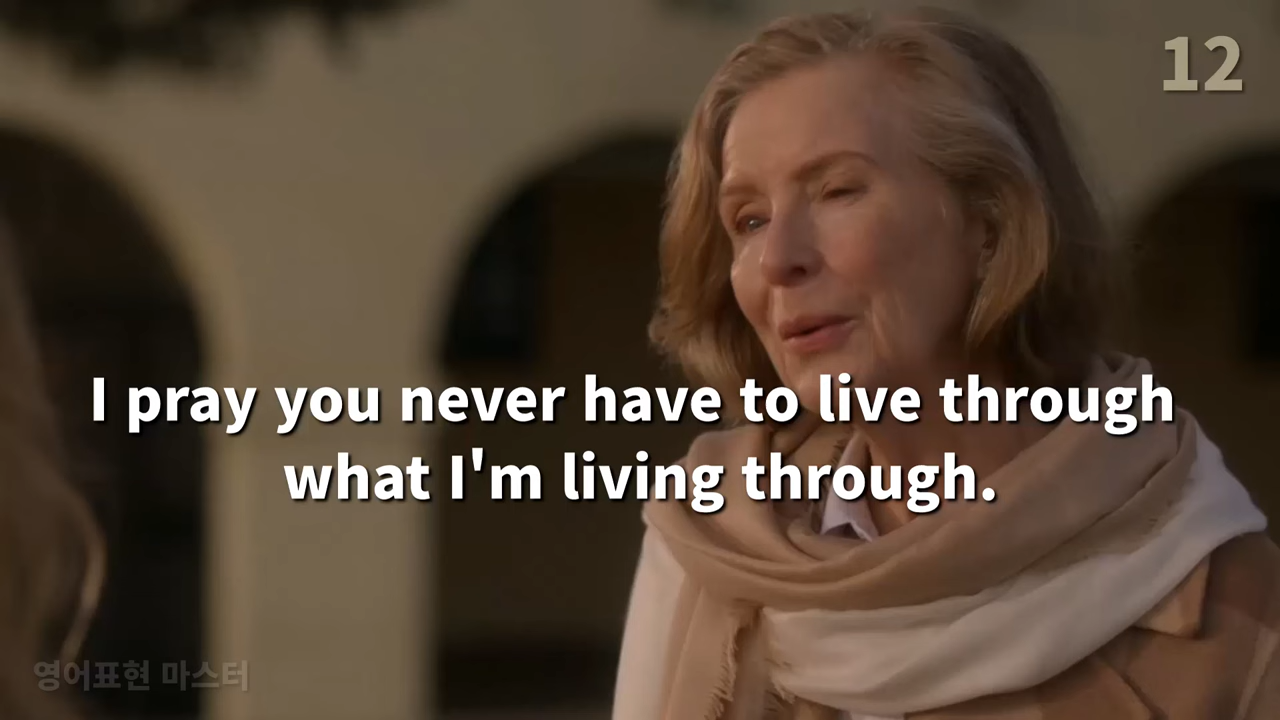 12
I pray you never have to live through
what I'm living through.
영어표현 마스터